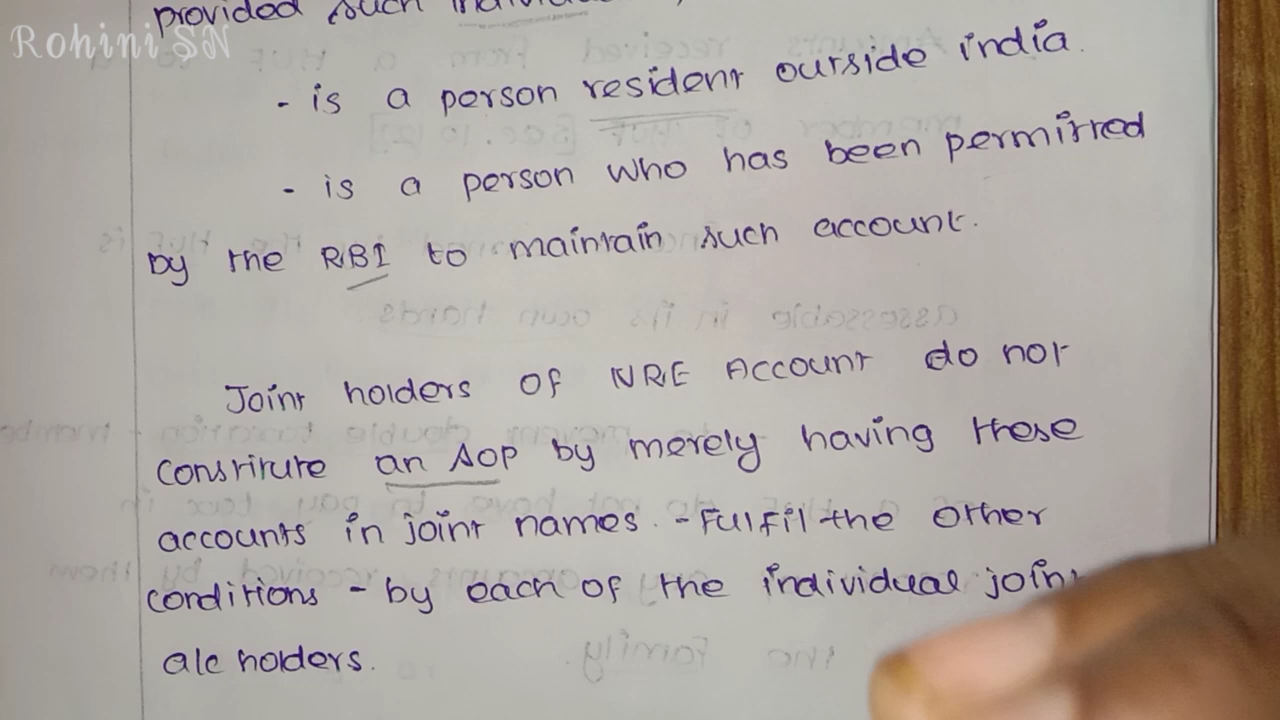 provided such
Rohini SN
- is a person resident outside india.
- is a person who has been permitted
by the RBI to maintain such account.
Joint holders of NRE Account do not
constitute an AOP by merely having these
accounts in joint names. - Fulfil the other
conditions - by each of the individual joint
a/c holders.